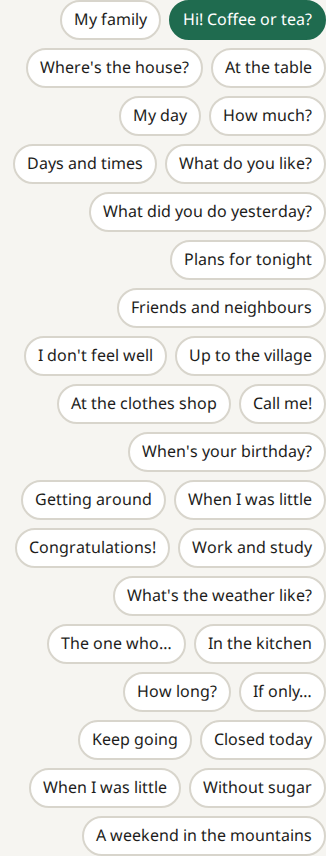 Hi! Coffee or tea?
My family
At the table
Where's the house?
How much?
My day
What do you like?
Days and times
What did you do yesterday?
Plans for tonight
Friends and neighbours
Up to the village
I don't feel well
Call me!
At the clothes shop
When's your birthday?
When I was little
Getting around
Work and study
Congratulations!
What's the weather like?
In the kitchen
The one who...
If only...
How long?
Closed today
Keep going
Without sugar
When I was little
A weekend in the mountains